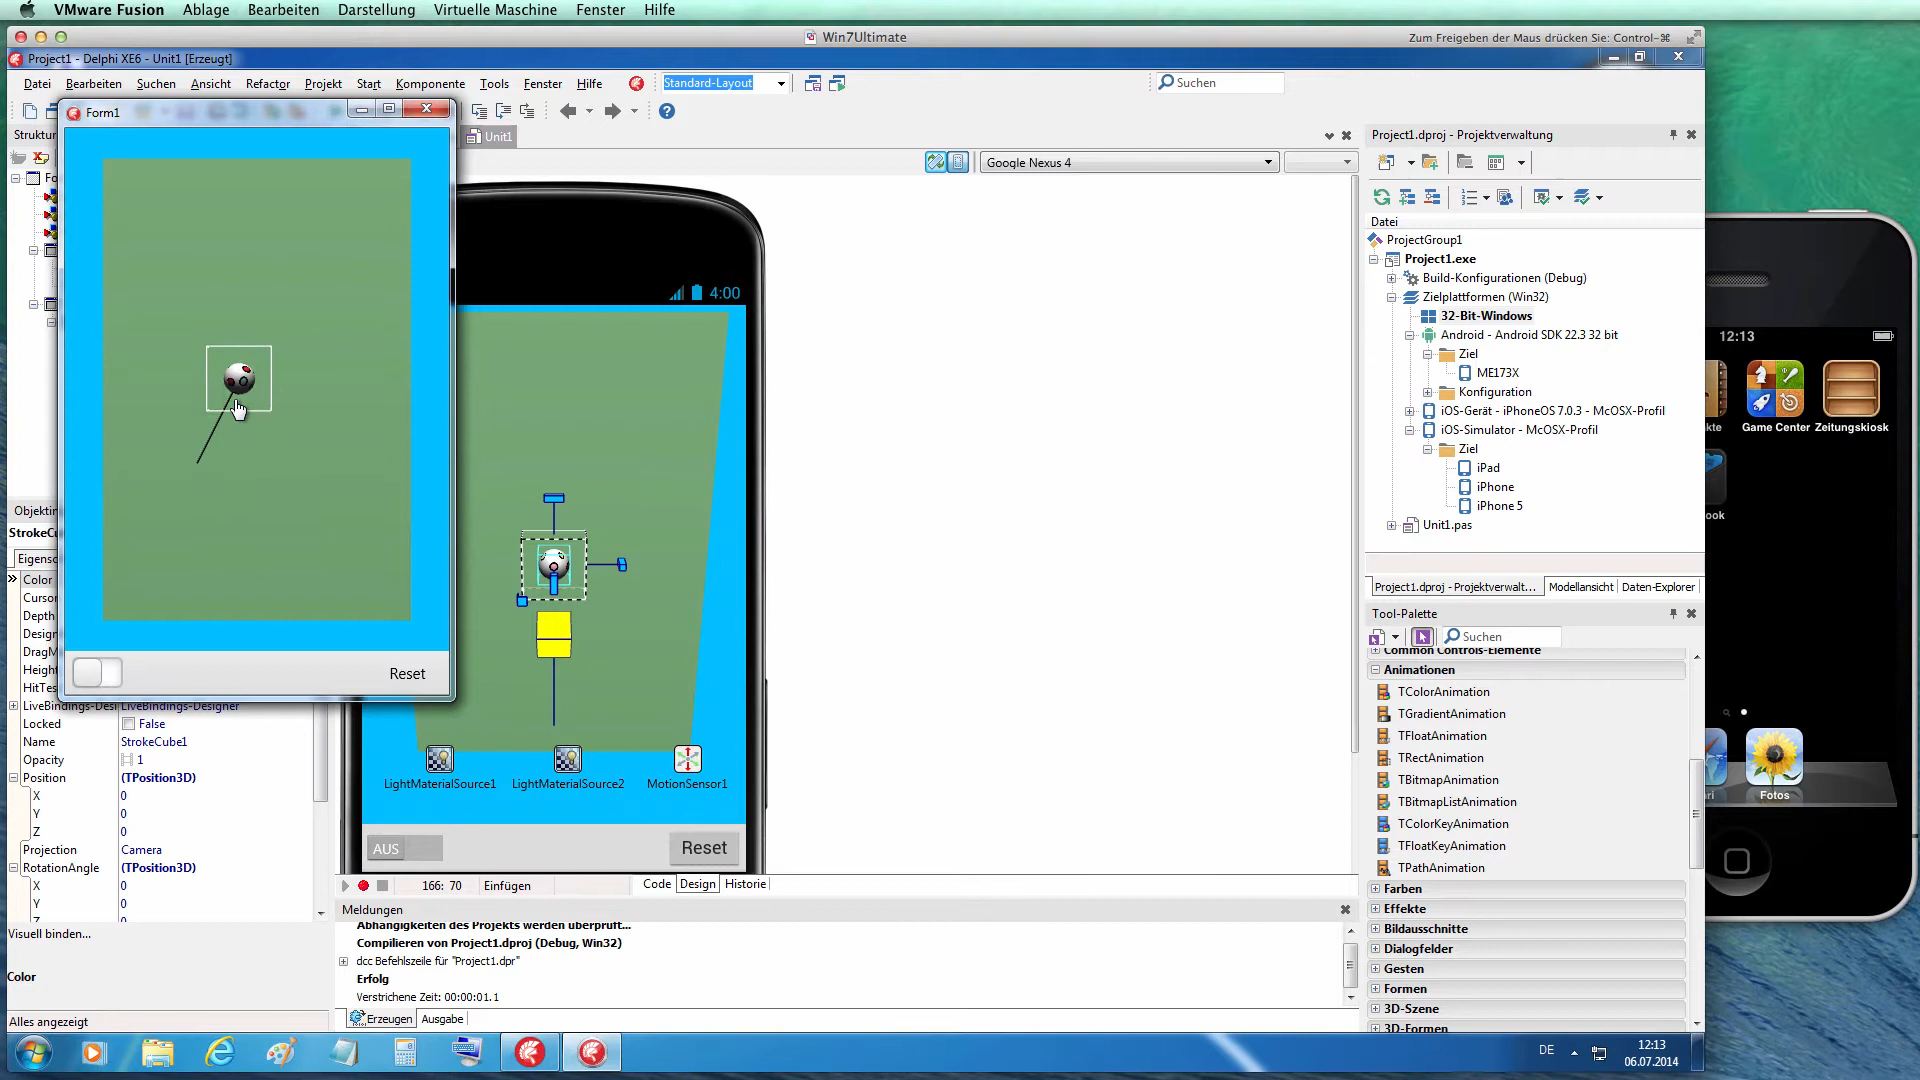 VMware Fusion Ablage Bearbeiten Darstellung Virtuelle Maschine Fenster Hilfe
Win7Ultimate
Zum Freigeben der Maus drücken Sie: Control-⌘
Project1 - Delphi XE6 - Unit1 [Erzeugt]
Datei Bearbeiten Suchen Ansicht Refactor Projekt Start Komponente Tools Fenster Hilfe
Standard-Layout
Suchen
Form1
Unit1
Google Nexus 4
Reset
4:00
LightMaterialSource1
LightMaterialSource2
MotionSensor1
AUS
Reset
166: 70
Einfügen
Code
Design
Historie
Struktur
Objektin
StrokeCu
Eigensc
Color
Cursor
Depth
Design
DragM
Height
HitTes
LiveBindings-Desi LiveBindings-Designer
Locked False
Name StrokeCube1
Opacity 1
Position (TPosition3D)
X 0
Y 0
Z 0
Projection Camera
RotationAngle (TPosition3D)
X 0
Y 0
Z
Visuell binden...
Color
Alles angezeigt
Meldungen
Abhängigkeiten des Projekts werden überprüft...
Compilieren von Project1.dproj (Debug, Win32)
dcc Befehlszeile für "Project1.dpr"
Erfolg
Verstrichene Zeit: 00:00:01.1
Erzeugen
Ausgabe
Project1.dproj - Projektverwaltung
Datei
ProjectGroup1
Project1.exe
Build-Konfigurationen (Debug)
Zielplattformen (Win32)
32-Bit-Windows
Android - Android SDK 22.3 32 bit
Ziel
ME173X
Konfiguration
iOS-Gerät - iPhoneOS 7.0.3 - McOSX-Profil
iOS-Simulator - McOSX-Profil
Ziel
iPad
iPhone
iPhone 5
Unit1.pas
Project1.dproj - Projektverwalt...
Modellansicht
Daten-Explorer
Tool-Palette
Suchen
Common Controls-Elemente
Animationen
TColorAnimation
TGradientAnimation
TFloatAnimation
TRectAnimation
TBitmapAnimation
TBitmapListAnimation
TColorKeyAnimation
TFloatKeyAnimation
TPathAnimation
Farben
Effekte
Bildausschnitte
Dialogfelder
Gesten
Formen
3D-Szene
3D-Formen
12:13
kte
Game Center
Zeitungskiosk
ook
ri
Fotos
DE
12:13
06.07.2014